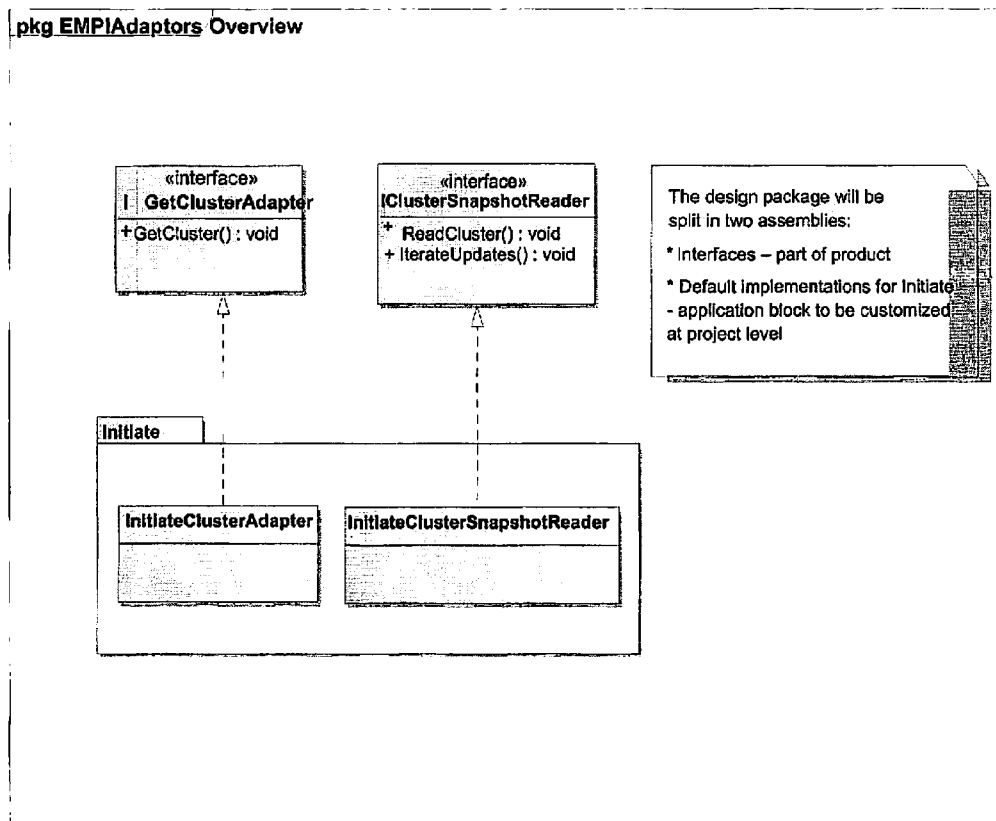 pkg EMPIAdaptors Overview
«interface»
I GetClusterAdapter
+ GetCluster() : void
«interface»
IClusterSnapshotReader
+ ReadCluster() : void
+ IterateUpdates() : void
The design package will be
split in two assemblies:
* Interfaces – part of product
* Default implementations for Initiate
- application block to be customized
at project level
Initiate
InitiateClusterAdapter
InitiateClusterSnapshotReader